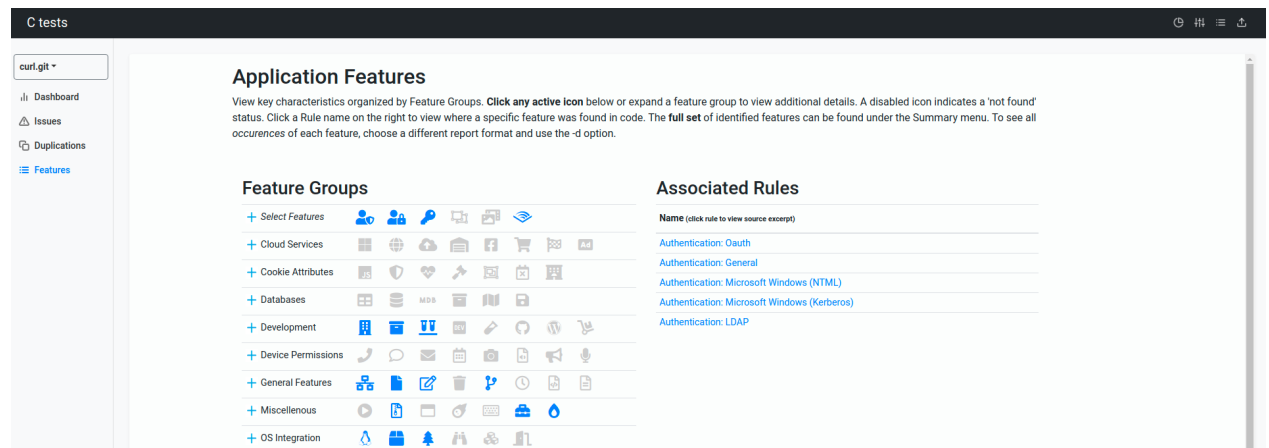 C tests
curl.git
Dashboard
Issues
Duplications
Features
Application Features
View key characteristics organized by Feature Groups. Click any active icon below or expand a feature group to view additional details. A disabled icon indicates a 'not found'
status. Click a Rule name on the right to view where a specific feature was found in code. The full set of identified features can be found under the Summary menu. To see all
occurences of each feature, choose a different report format and use the -d option.
Feature Groups
+ Select Features
+ Cloud Services
Ad
+ Cookie Attributes
JS
+ Databases
MDB
+ Development
DEV
+ Device Permissions
+ General Features
+ Miscellenous
+ OS Integration
Associated Rules
Name (click rule to view source excerpt)
Authentication: Oauth
Authentication: General
Authentication: Microsoft Windows (NTML)
Authentication: Microsoft Windows (Kerberos)
Authentication: LDAP